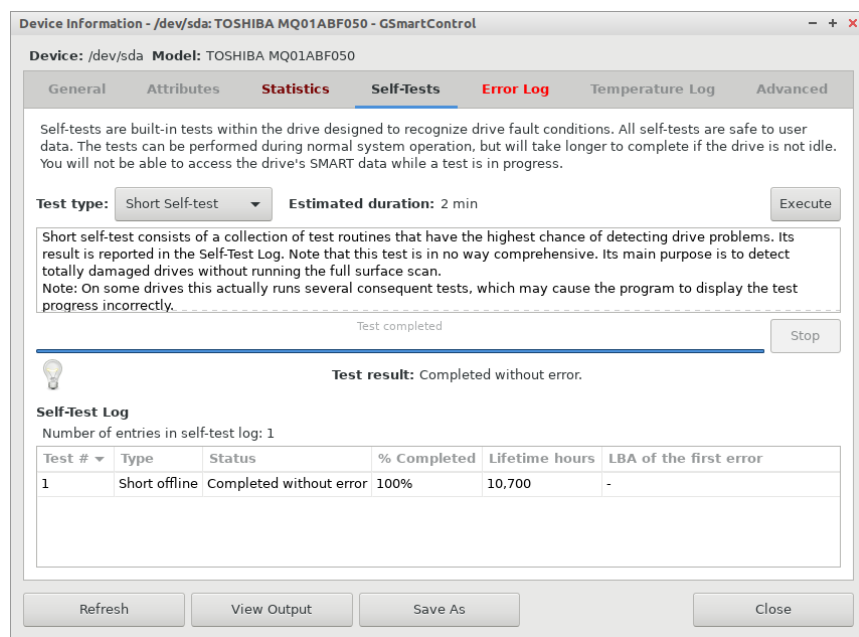 Device Information - /dev/sda: TOSHIBA MQ01ABF050 - GSmartControl
Device: /dev/sda Model: TOSHIBA MQ01ABF050
General Attributes Statistics Self-Tests Error Log Temperature Log Advanced
Self-tests are built-in tests within the drive designed to recognize drive fault conditions. All self-tests are safe to user
data. The tests can be performed during normal system operation, but will take longer to complete if the drive is not idle.
You will not be able to access the drive's SMART data while a test is in progress.
Test type: Short Self-test Estimated duration: 2 min Execute
Short self-test consists of a collection of test routines that have the highest chance of detecting drive problems. Its
result is reported in the Self-Test Log. Note that this test is in no way comprehensive. Its main purpose is to detect
totally damaged drives without running the full surface scan.
Note: On some drives this actually runs several consequent tests, which may cause the program to display the test
progress incorrectly.
Test completed
Stop
Test result: Completed without error.
Self-Test Log
Number of entries in self-test log: 1
Test # Type Status % Completed Lifetime hours LBA of the first error
1 Short offline Completed without error 100% 10,700 -
Refresh View Output Save As Close